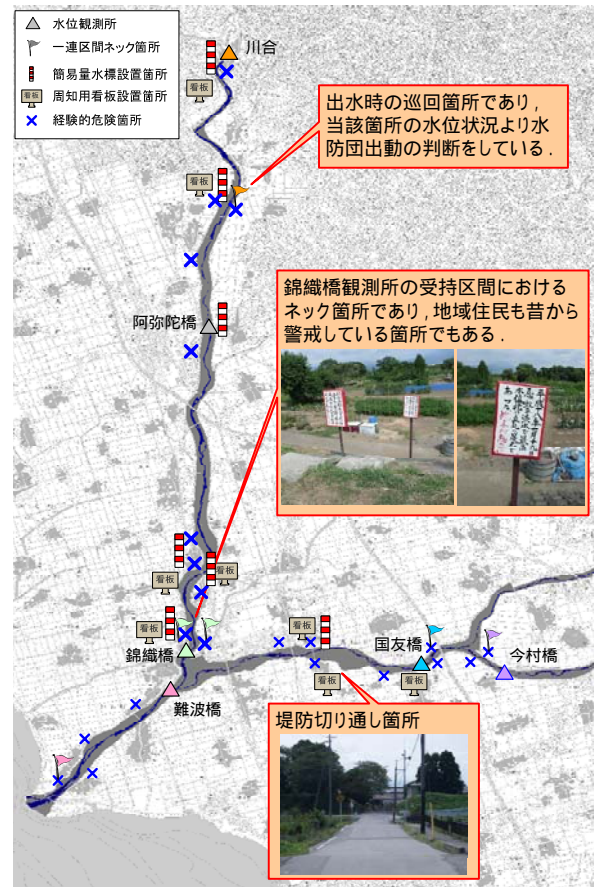 水位観測所
一連区間ネック箇所
簡易量水標設置箇所
看板
周知用看板設置箇所
経験的危険箇所
川合
看板
出水時の巡回箇所であり,
当該箇所の水位状況より水
防団出動の判断をしている.
看板
錦織橋観測所の受持区間における
ネック箇所であり,地域住民も昔から
警戒している箇所でもある.
阿弥陀橋
看板
看板
看板
錦織橋
看板
国友橋
今村橋
看板
看板
難波橋
堤防切り通し箇所